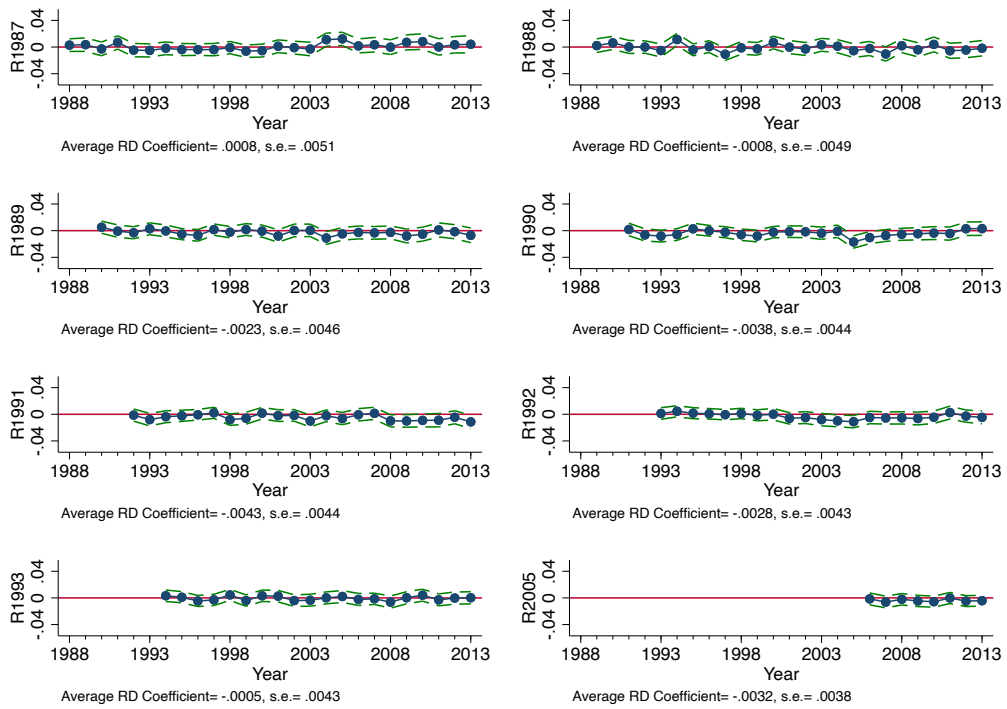 R1987
-.04 0 .04
1988 1993 1998 2003 2008 2013
Year
Average RD Coefficient= .0008, s.e.= .0051
R1988
-.04 0 .04
1988 1993 1998 2003 2008 2013
Year
Average RD Coefficient= -.0008, s.e.= .0049
R1989
-.04 0 .04
1988 1993 1998 2003 2008 2013
Year
Average RD Coefficient= -.0023, s.e.= .0046
R1990
-.04 0 .04
1988 1993 1998 2003 2008 2013
Year
Average RD Coefficient= -.0038, s.e.= .0044
R1991
-.04 0 .04
1988 1993 1998 2003 2008 2013
Year
Average RD Coefficient= -.0043, s.e.= .0044
R1992
-.04 0 .04
1988 1993 1998 2003 2008 2013
Year
Average RD Coefficient= -.0028, s.e.= .0043
R1993
-.04 0 .04
1988 1993 1998 2003 2008 2013
Year
Average RD Coefficient= -.0005, s.e.= .0043
R2005
-.04 0 .04
1988 1993 1998 2003 2008 2013
Year
Average RD Coefficient= -.0032, s.e.= .0038